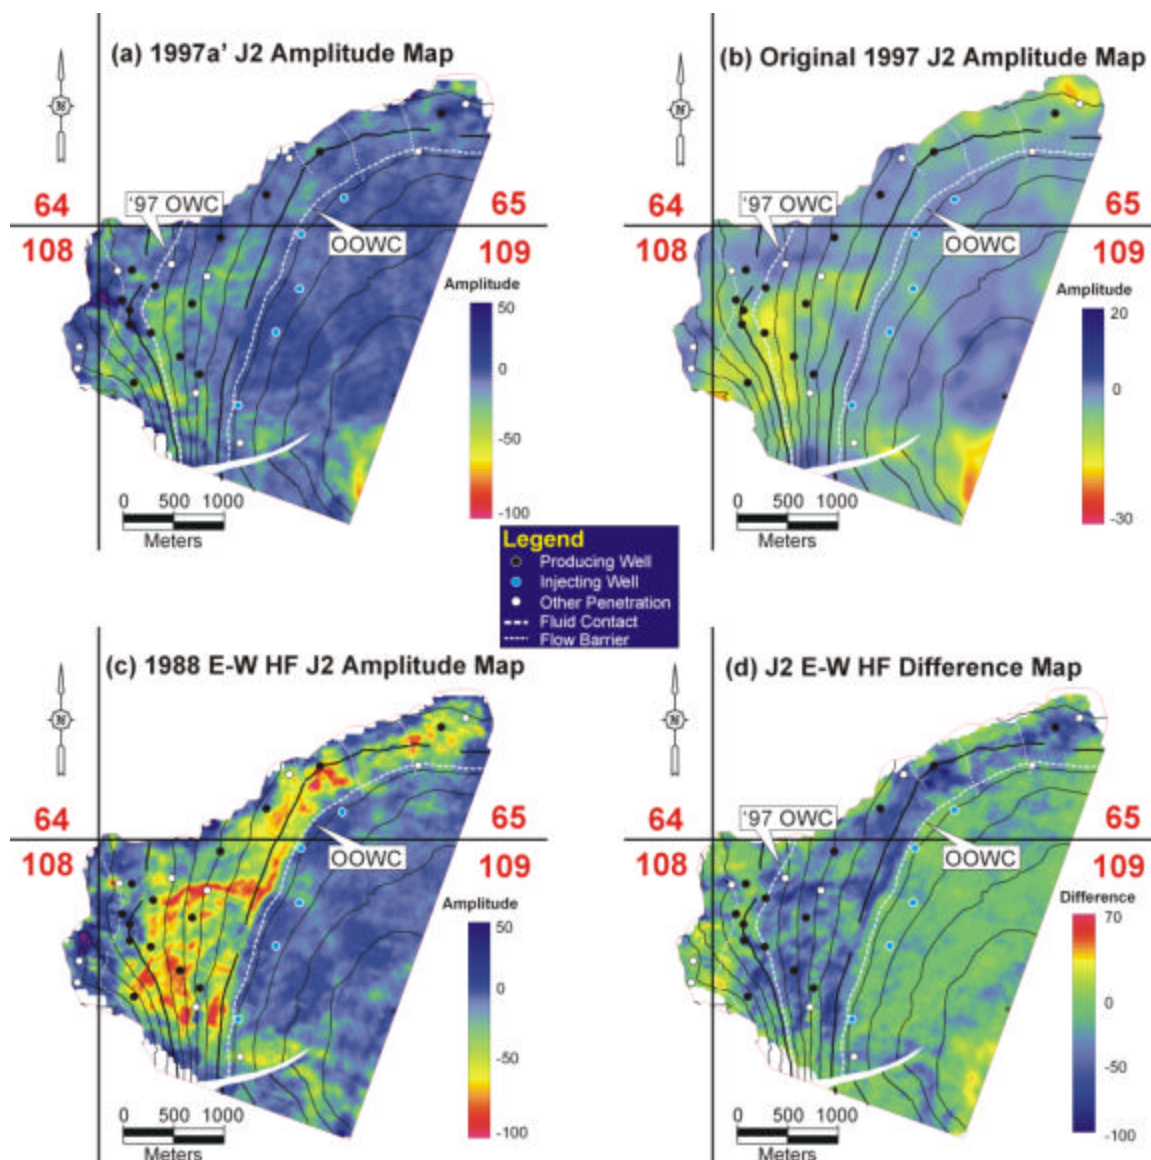 (a) 1997a' J2 Amplitude Map
(b) Original 1997 J2 Amplitude Map
N
N
64
'97 OWC
65
108
OOWC
109
Amplitude
50
0
-50
-100
0 500 1000
Meters
64
'97 OWC
65
108
OOWC
109
Amplitude
20
0
-30
0 500 1000
Meters
Legend
Producing Well
Injecting Well
Other Penetration
Fluid Contact
Flow Barrier
(c) 1988 E-W HF J2 Amplitude Map
(d) J2 E-W HF Difference Map
N
N
64
65
108
OOWC
109
Amplitude
50
0
-50
-100
0 500 1000
Meters
64
'97 OWC
65
108
OOWC
109
Difference
70
0
-50
-100
0 500 1000
Meters